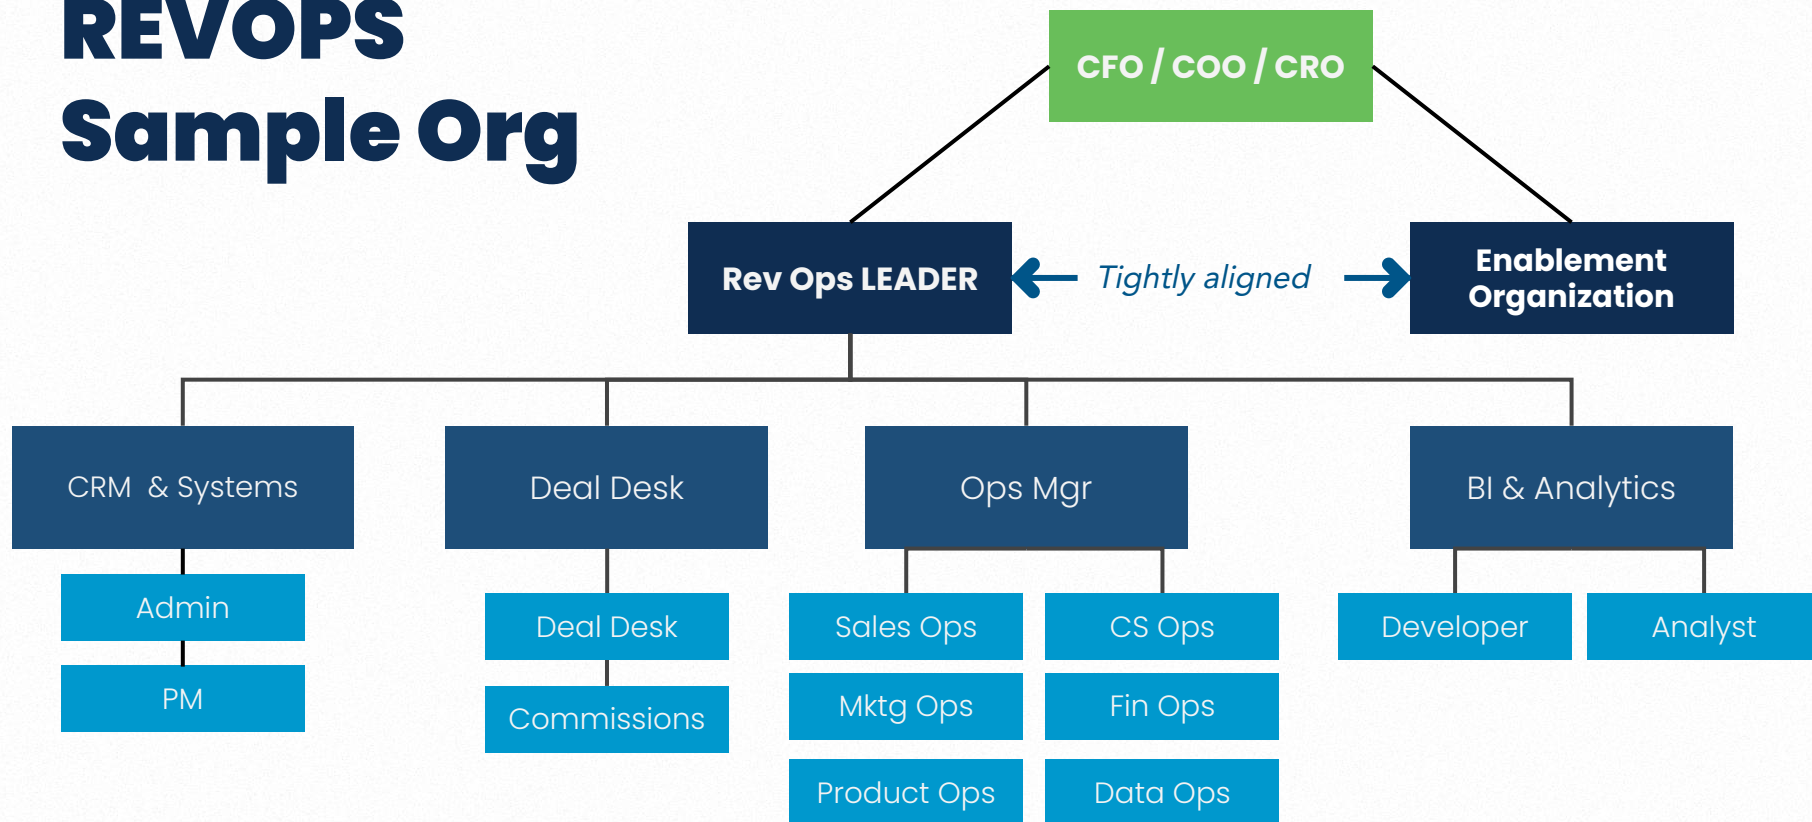 REVOPS
Sample Org
CFO / COO / CRO
Rev Ops LEADER
Tightly aligned
Enablement
Organization
CRM & Systems
Deal Desk
Ops Mgr
BI & Analytics
Admin
PM
Deal Desk
Commissions
Sales Ops
CS Ops
Mktg Ops
Fin Ops
Product Ops
Data Ops
Developer
Analyst